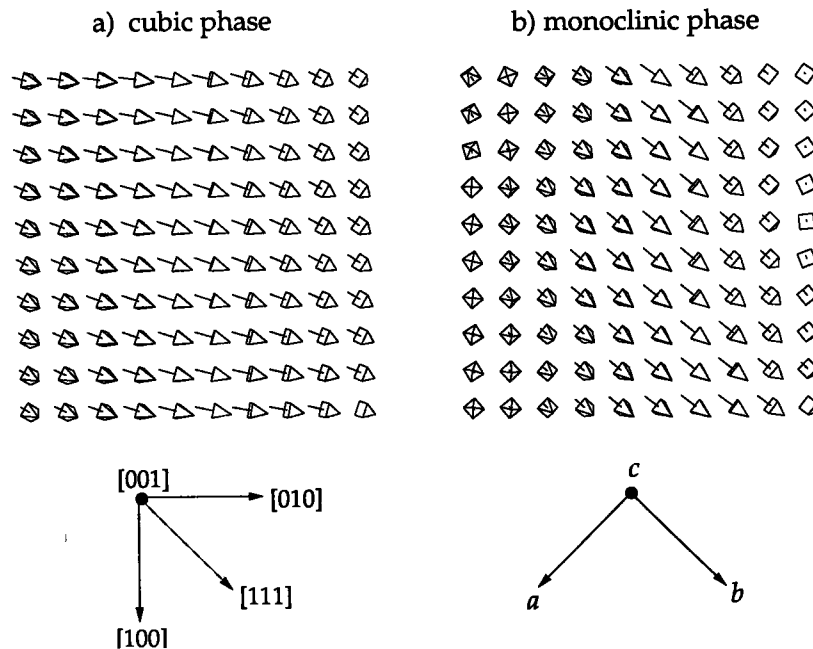 a) cubic phase
b) monoclinic phase
[001]
[010]
[111]
[100]
c
a
b